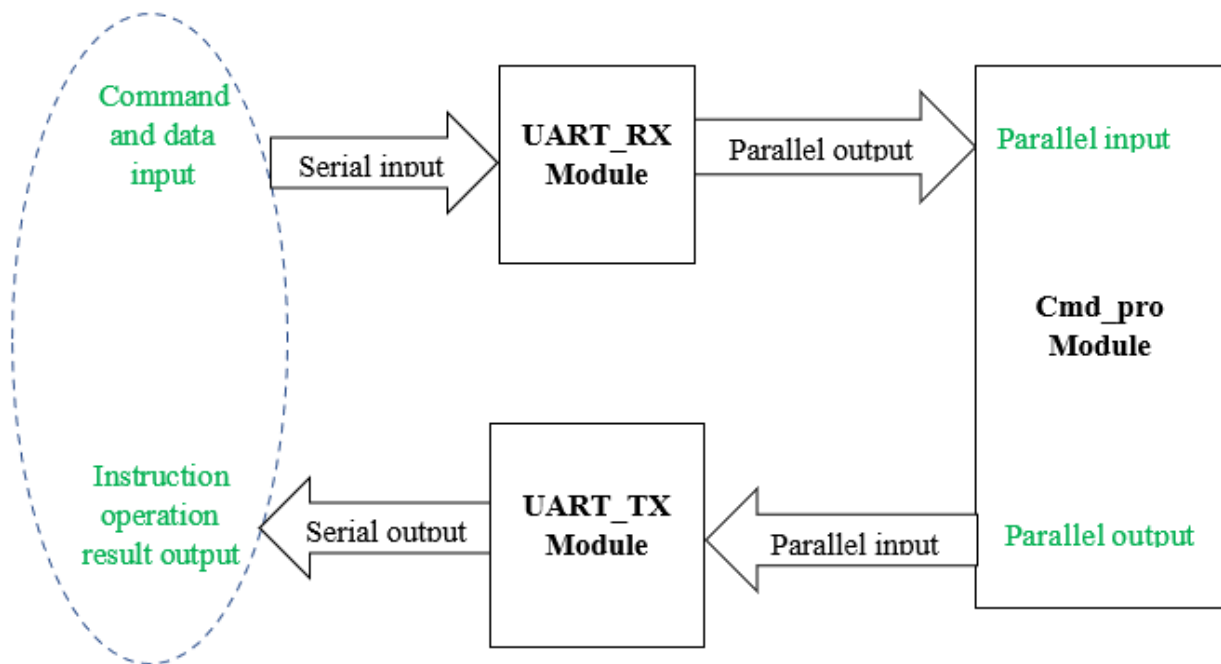 Command
and data
input
Serial input
UART_RX
Module
Parallel output
Parallel input
Cmd_pro
Module
Instruction
operation
result output
Serial output
UART_TX
Module
Parallel input
Parallel output